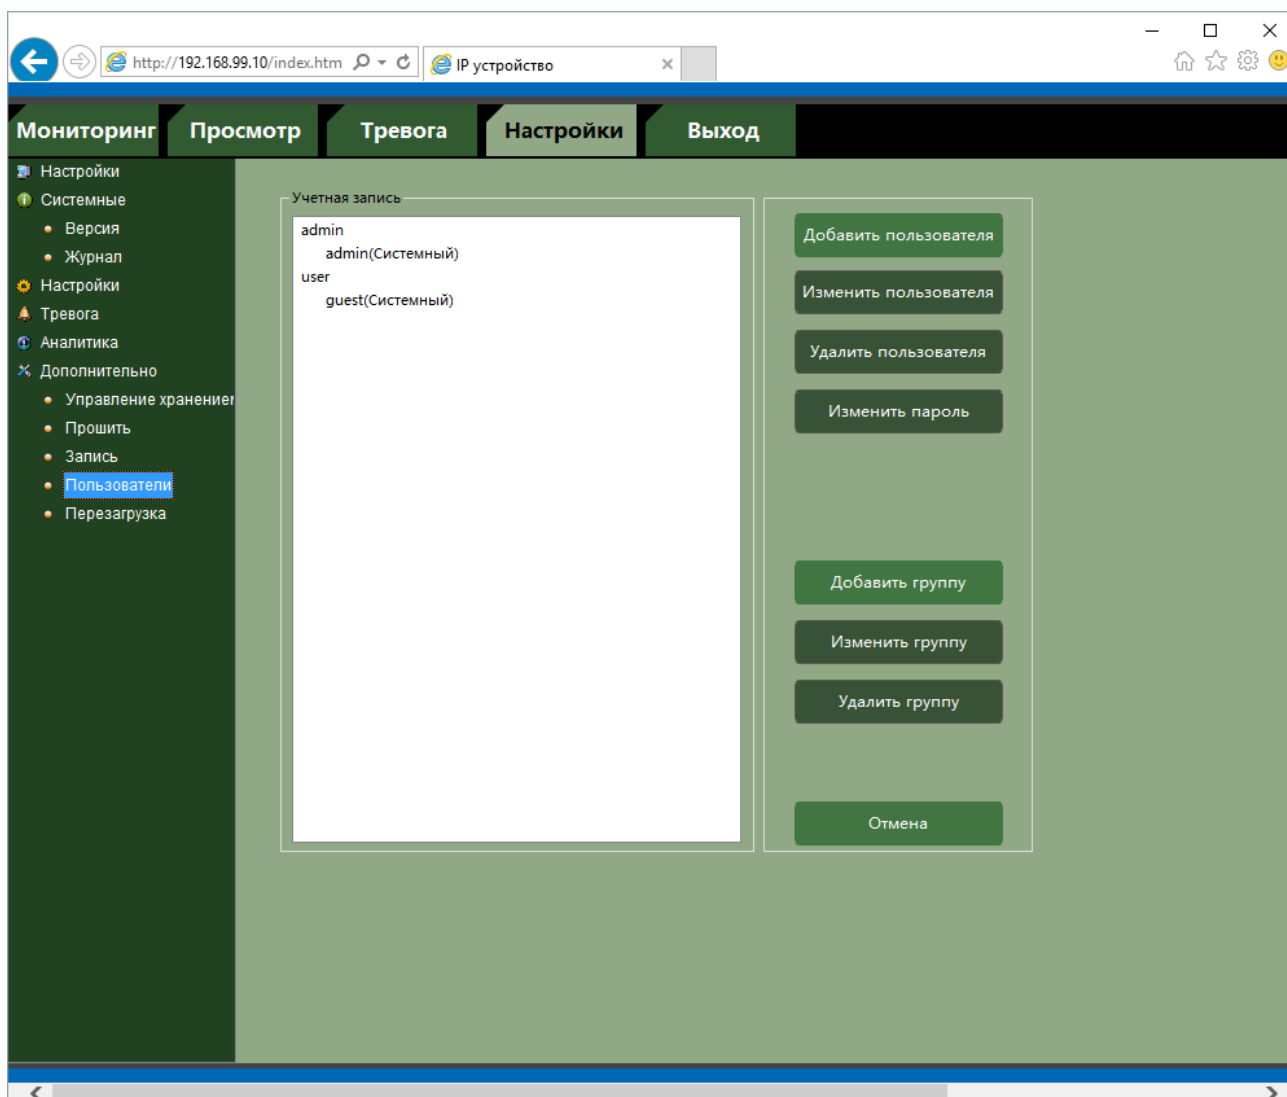 http://192.168.99.10/index.htm
IP устройство
Мониторинг
Просмотр
Тревога
Настройки
Выход
Настройки
Системные
Версия
Журнал
Настройки
Тревога
Аналитика
Дополнительно
Управление хранением
Прошить
Запись
Пользователи
Перезагрузка
Учетная запись
admin
admin(Системный)
user
guest(Системный)
Добавить пользователя
Изменить пользователя
Удалить пользователя
Изменить пароль
Добавить группу
Изменить группу
Удалить группу
Отмена